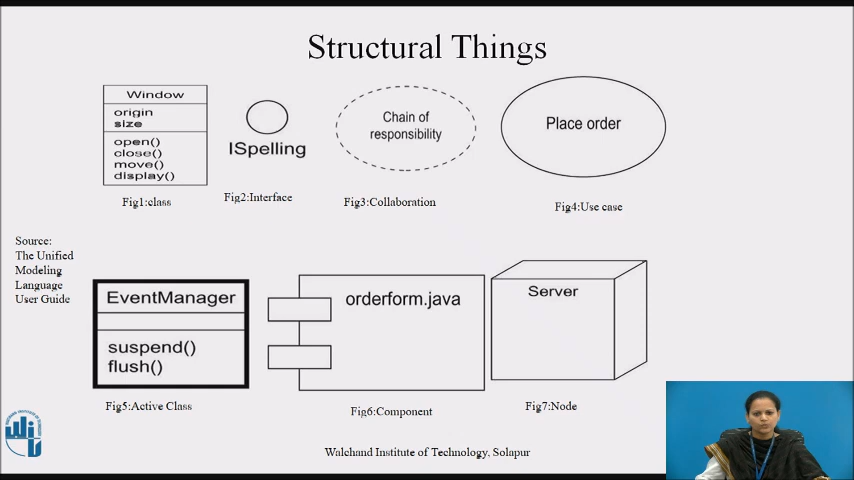 Structural Things
Window
origin
size
open()
close()
move()
display()
Fig1:class
ISpelling
Fig2:Interface
Chain of
responsibility
Fig3:Collaboration
Place order
Fig4:Use case
Source:
The Unified
Modeling
Language
User Guide
EventManager
suspend()
flush()
Fig5:Active Class
orderform.java
Fig6:Component
Server
Fig7:Node
Walchand Institute of Technology, Solapur